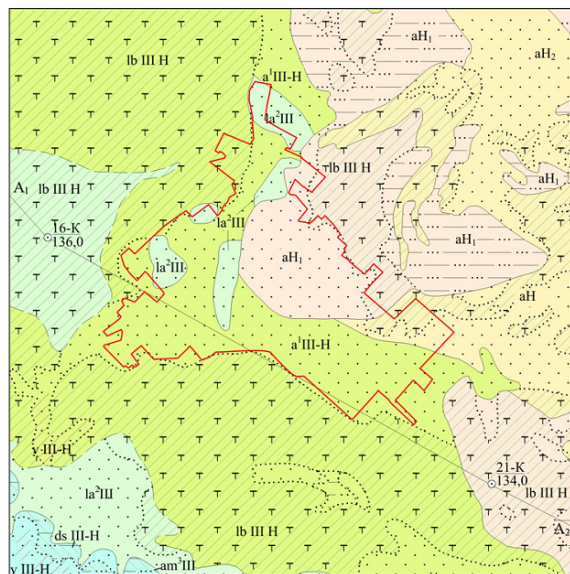 aH₁
aH₂
lb III H
a¹III-H
la²III
lb III H
aH₁
A₁
lb III H
la²III
16-K
136,0
aH₁
la²III
aH₁
aH
a¹III-H
v III-H
21-K
134,0
la²III
lb III H
lb III H
A₂
ds III-H
am³III
v III-H